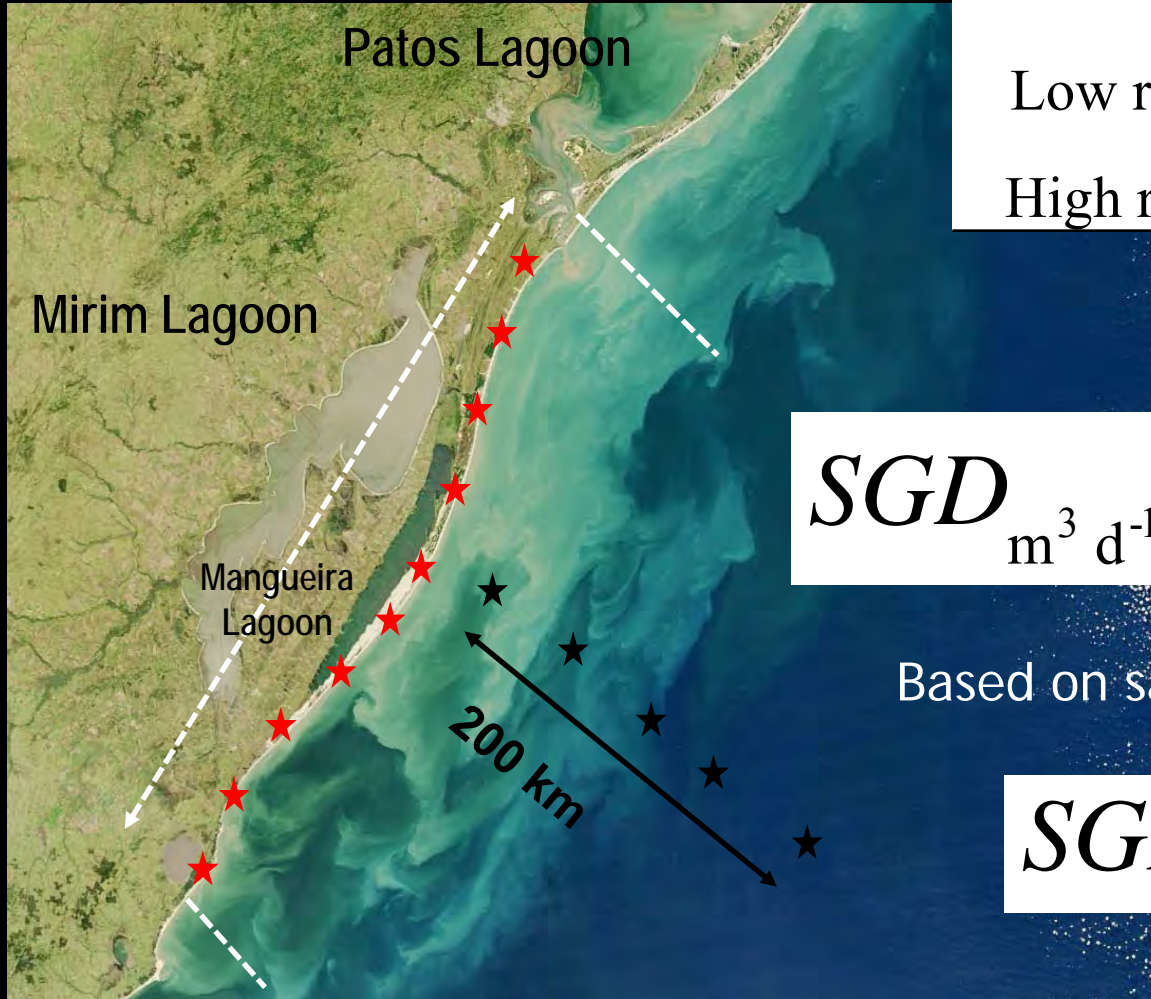 Patos Lagoon
Low r
High r
Mirim Lagoon
SGD m³ d⁻¹
Mangueira
Lagoon
Based on sa
200 km
SG